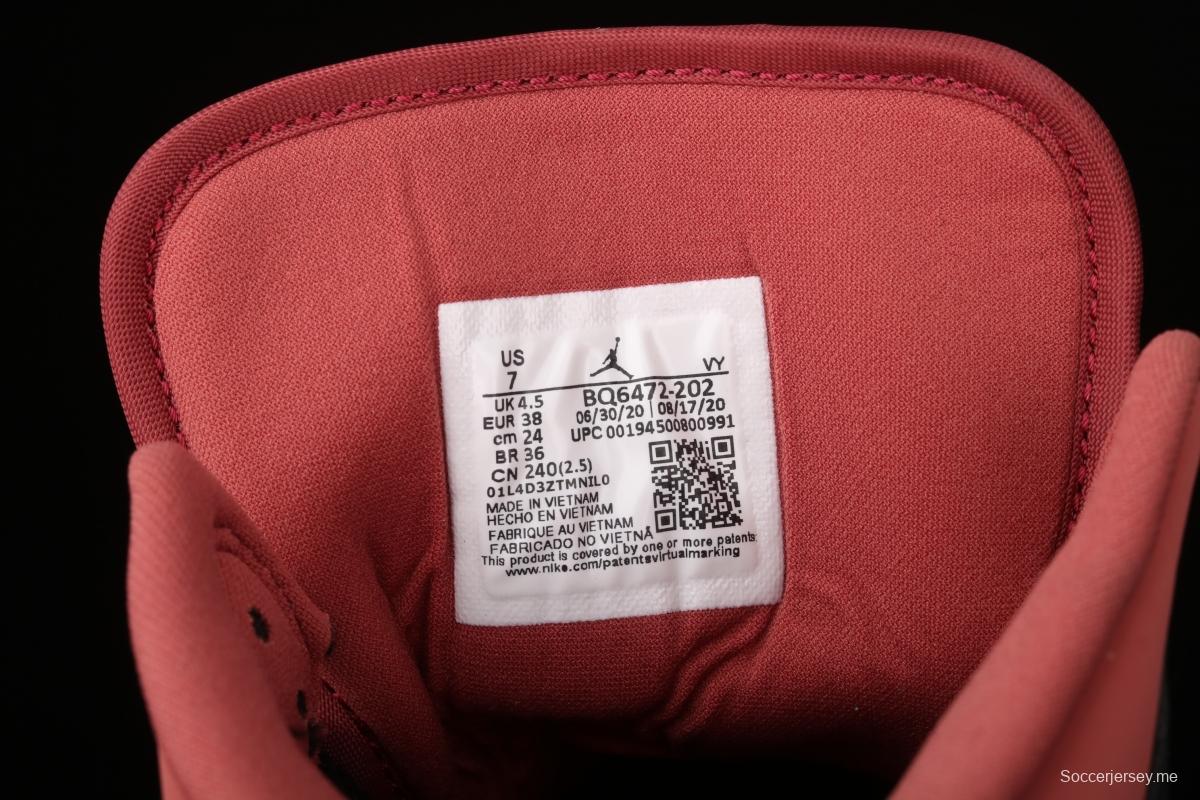 US
7
VY
UK 4.5
EUR 38
cm 24
BR 36
CN 240(2.5)
BQ6472-202
06/30/20 | 08/17/20
UPC 00194500800991
01L4D3ZTMNIL0
MADE IN VIETNAM
HECHO EN VIETNAM
FABRIQUE AU VIETNAM
FABRICADO NO VIETNA
This product is covered by one or more patents
www.nike.com/patentsvirtualmarking
Soccerjersey.me